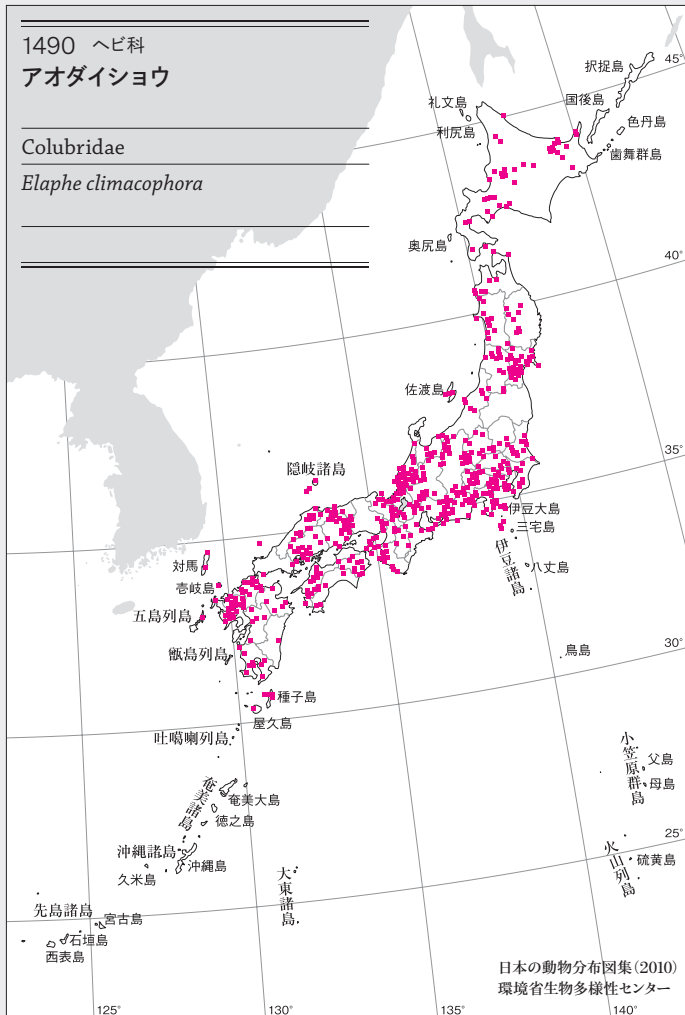 1490 ヘビ科
アオダイショウ
Colubridae
Elaphe climacophora
45°
択捉島
国後島
礼文島
色丹島
利尻島
歯舞群島
奥尻島
40°
佐渡島
35°
隠岐諸島
伊豆大島
三宅島
伊豆諸島
八丈島
対馬
壱岐島
五島列島
甑島列島
鳥島
30°
種子島
屋久島
吐噶喇列島
小笠原群島
父島
母島
奄美諸島
奄美大島
徳之島
25°
沖縄諸島
沖縄島
久米島
火山列島
硫黄島
大東諸島
先島諸島
宮古島
石垣島
西表島
日本の動物分布図集(2010)
環境省生物多様性センター
125°
130°
135°
140°